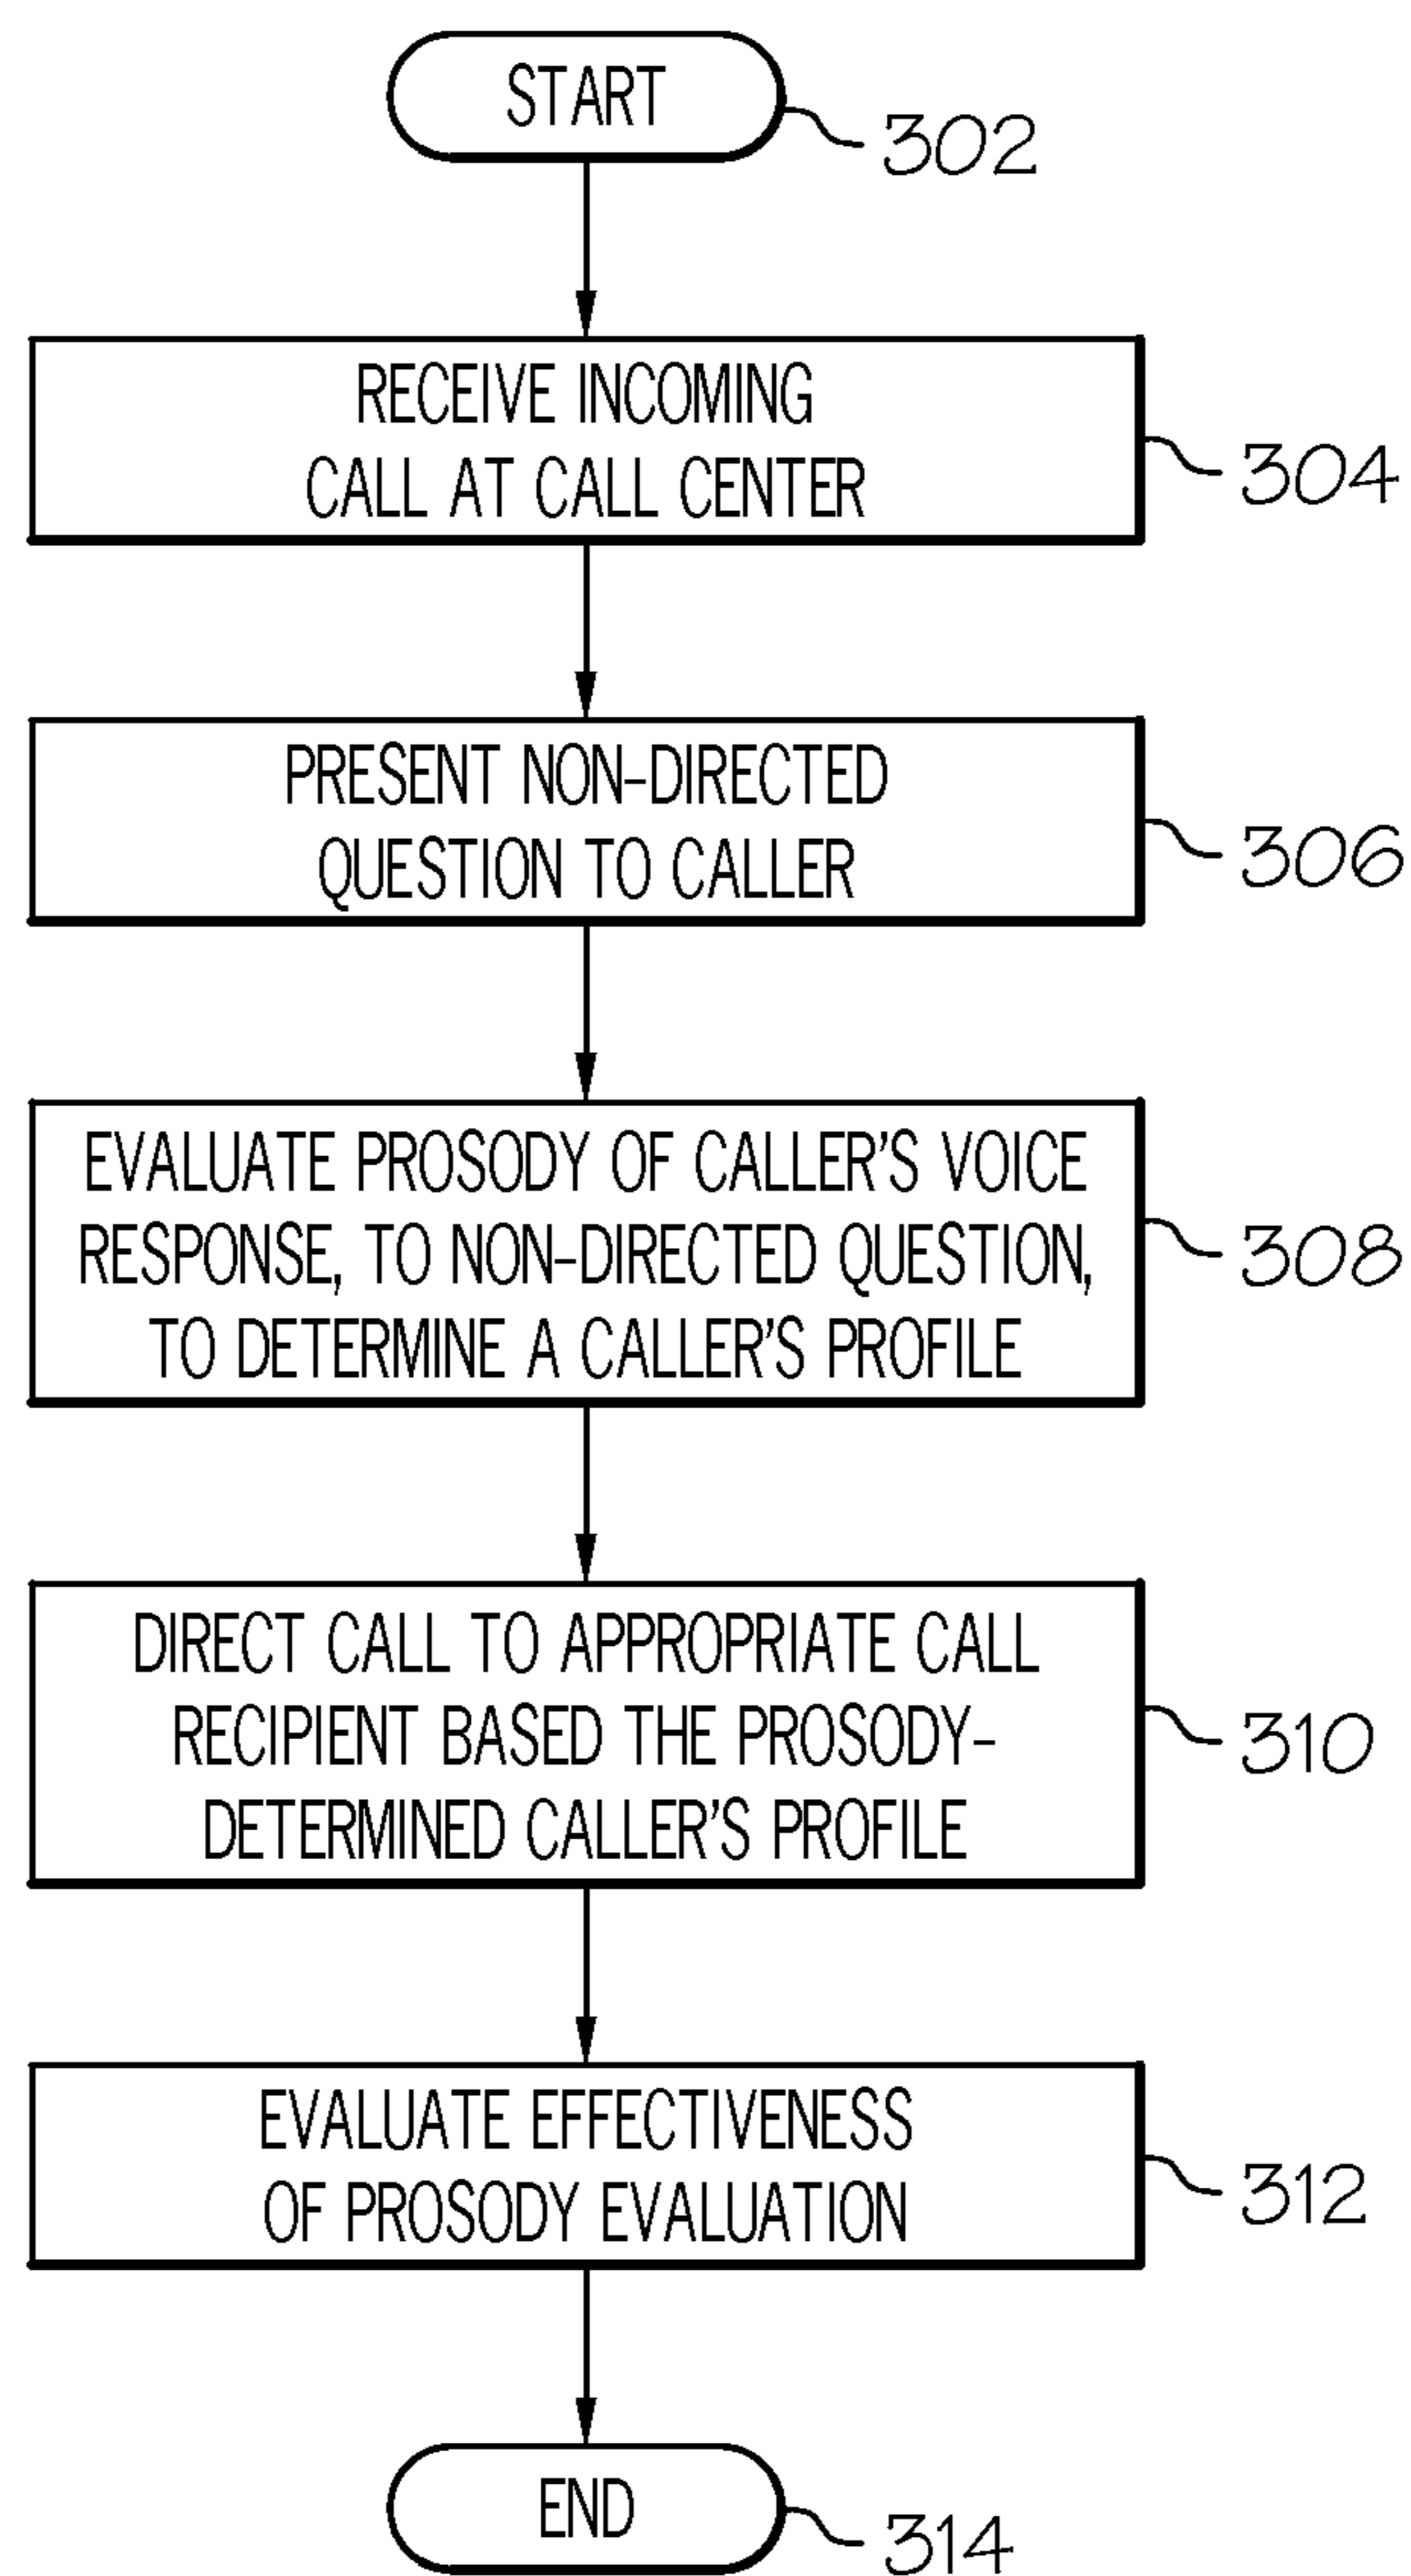 START
302
RECEIVE INCOMING
CALL AT CALL CENTER
304
PRESENT NON-DIRECTED
QUESTION TO CALLER
306
EVALUATE PROSODY OF CALLER'S VOICE
RESPONSE, TO NON-DIRECTED QUESTION,
TO DETERMINE A CALLER'S PROFILE
308
DIRECT CALL TO APPROPRIATE CALL
RECIPIENT BASED THE PROSODY-
DETERMINED CALLER'S PROFILE
310
EVALUATE EFFECTIVENESS
OF PROSODY EVALUATION
312
END
314